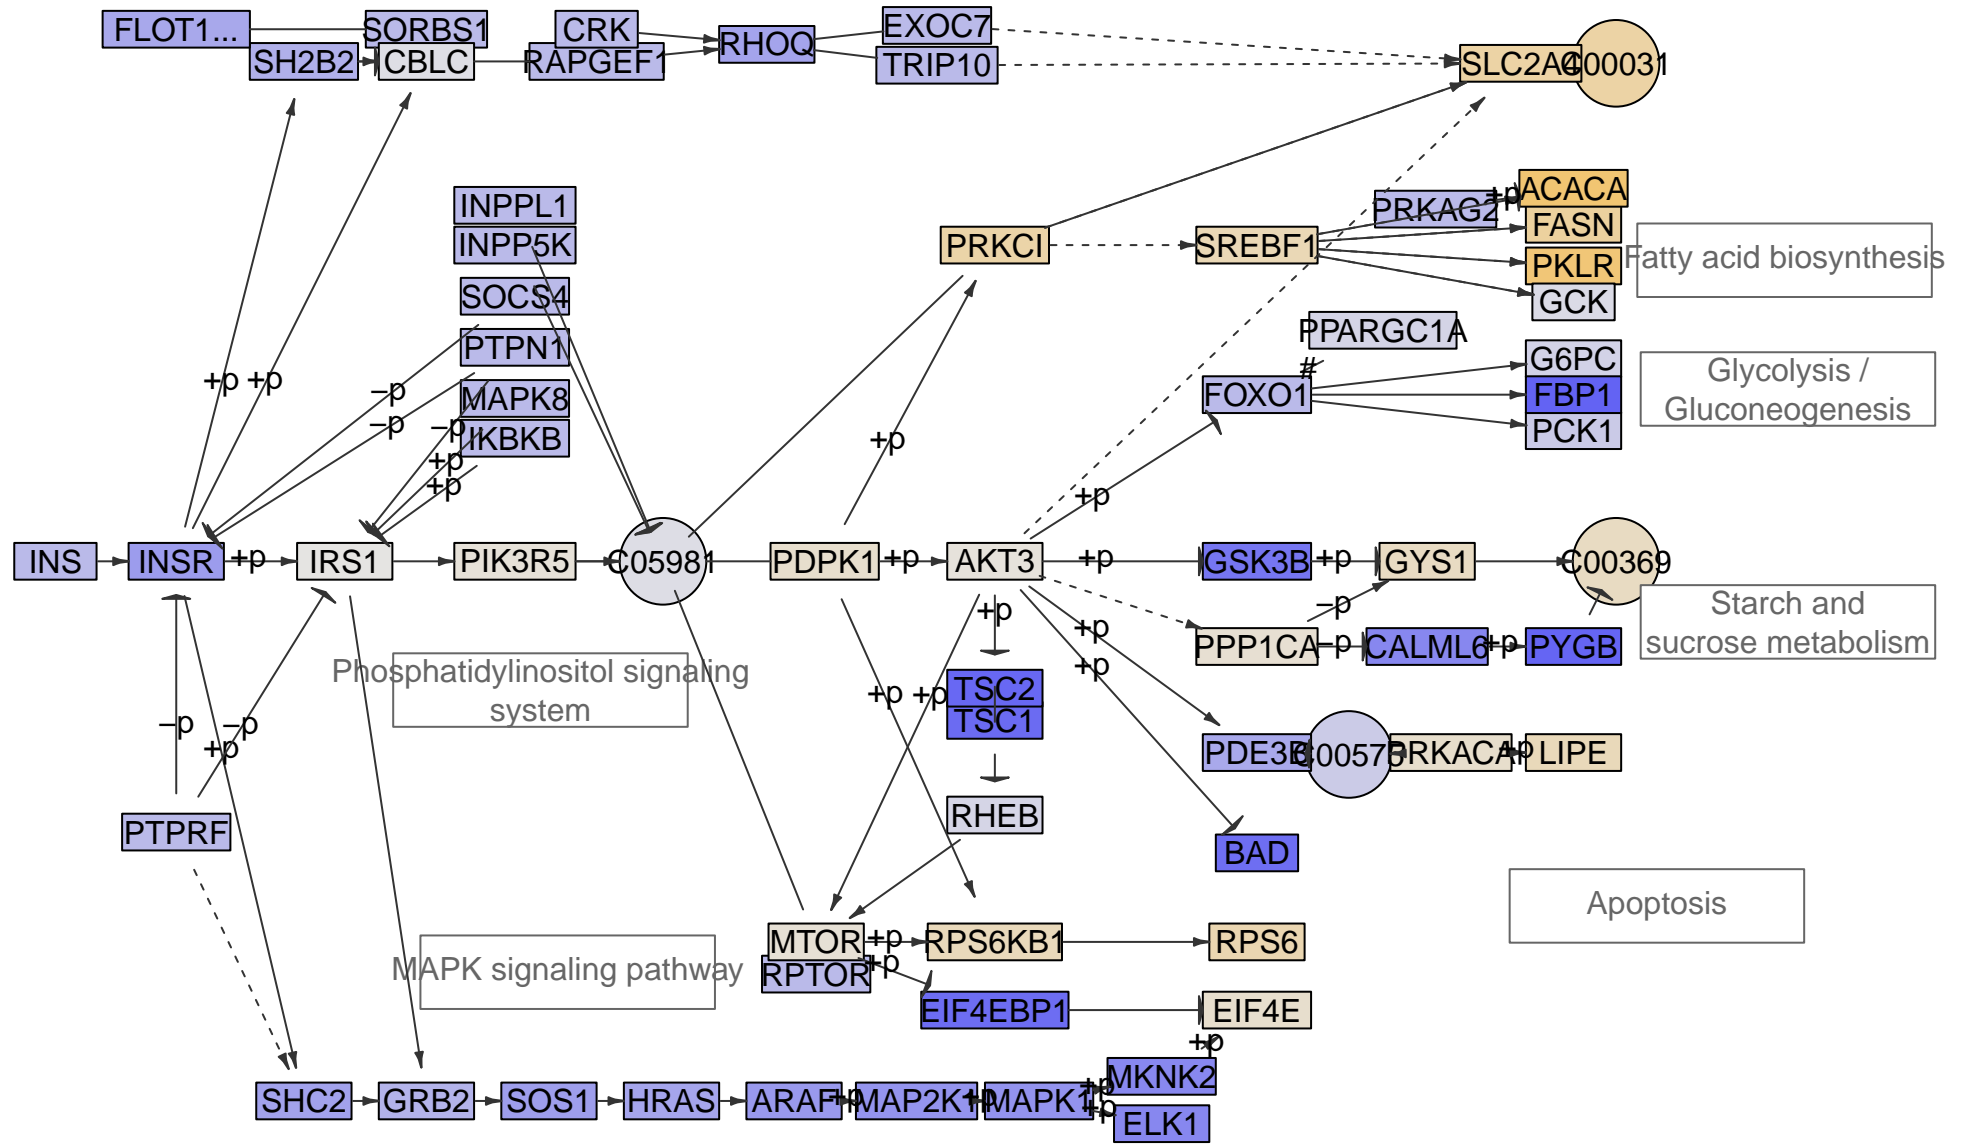 FLOT1...
SORBS1
CRK
EXOC7
SH2B2
CBLC
RAPGEF1
RHOQ
TRIP10
SLC2A4
C00031
INPPL1
INPP5K
SOCS4
PTPN1
MAPK8
IKBKB
PRKCI
SREBF1
PRKAG2
+p
ACACA
FASN
PKLR
GCK
Fatty acid biosynthesis
PPARGC1A
#
FOXO1
G6PC
FBP1
PCK1
Glycolysis /
Gluconeogenesis
+p
+p
−p
−p
−p
+p
+p
+p
+p
INS
INSR
+p
IRS1
PIK3R5
C05981
PDPK1
+p
AKT3
+p
GSK3B
+p
GYS1
C00369
+p
−p
+p
+p
PPP1CA
−p
CALML6
+p
PYGB
Starch and
sucrose metabolism
Phosphatidylinositol signaling
system
−p
+p
−p
+p
+p
TSC2
TSC1
PDE3B
C00575
PRKACA
+p
LIPE
PTPRF
RHEB
BAD
Apoptosis
MTOR
+p
RPS6KB1
RPS6
RPTOR
+p
MAPK signaling pathway
EIF4EBP1
EIF4E
+p
SHC2
GRB2
SOS1
HRAS
ARAF
+p
MAP2K1
+p
MAPK1
+p
+p
MKNK2
ELK1